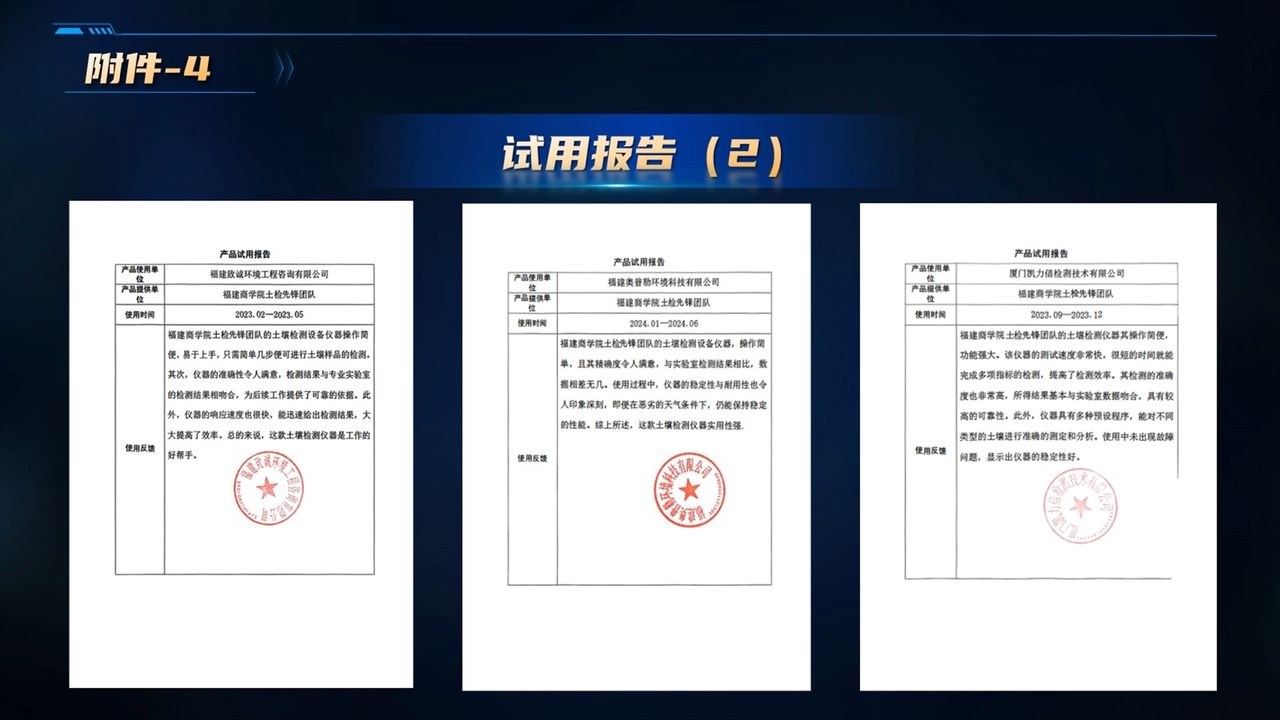 附件-4
试用报告（2）
产品试用报告
产品使用单位
福建致诚环境工程咨询有限公司
产品提供单位
福建商学院土检先锋团队
使用时间
2023.02—2023.05
使用反馈
福建商学院土检先锋团队的土壤检测设备仪器操作简
便，易于上手，只需简单几步便可进行土壤样品的检测。
其次，仪器的准确性令人满意，检测结果与专业实验室
的检测结果相吻合，为后续工作提供了可靠的依据。此
外，仪器的响应速度也很快，能迅速给出检测结果，大
大提高了效率。总的来说，这款土壤检测仪器是工作的
好帮手。
福建致诚环境工程咨询有限公司
产品试用报告
产品使用单位
福建奥普勒环境科技有限公司
产品提供单位
福建商学院土检先锋团队
使用时间
2024.01—2024.06
使用反馈
福建商学院土检先锋团队的土壤检测设备仪器，操作简
单，且其精确度令人满意，与实验室检测结果相比，数
据相差无几。使用过程中，仪器的稳定性与耐用性也令
人印象深刻，即便在恶劣的天气条件下，仍能保持稳定
的性能。综上所述，这款土壤检测仪器实用性强.
产品试用报告
产品使用单位
厦门凯力信检测技术有限公司
产品提供单位
福建商学院土检先锋团队
使用时间
2023.09—2023.12
使用反馈
福建商学院土检先锋团队的土壤检测仪器其操作简便，
功能强大。该仪器的测试速度非常快，很短的时间就能
完成多项指标的检测，提高了检测效率。其检测的准确
度也非常高，所得结果基本与实验室数据吻合，具有较
高的可靠性。此外，仪器具有多种预设程序，能对不同
类型的土壤进行准确的测定和分析。使用中未出现故障
问题，显示出仪器的稳定性好。